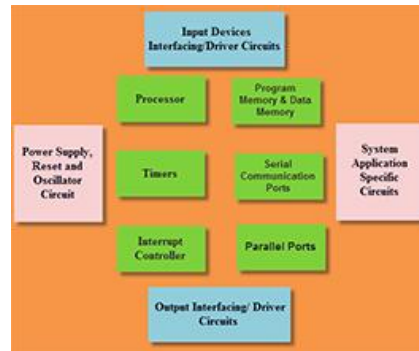 Input Devices
Interfacing/Driver Circuits
Processor
Program
Memory & Data
Memory
Power Supply,
Reset and
Oscillator
Circuit
Timers
Serial
Communication
Ports
System
Application
Specific
Circuits
Interrupt
Controller
Parallel Ports
Output Interfacing/ Driver
Circuits